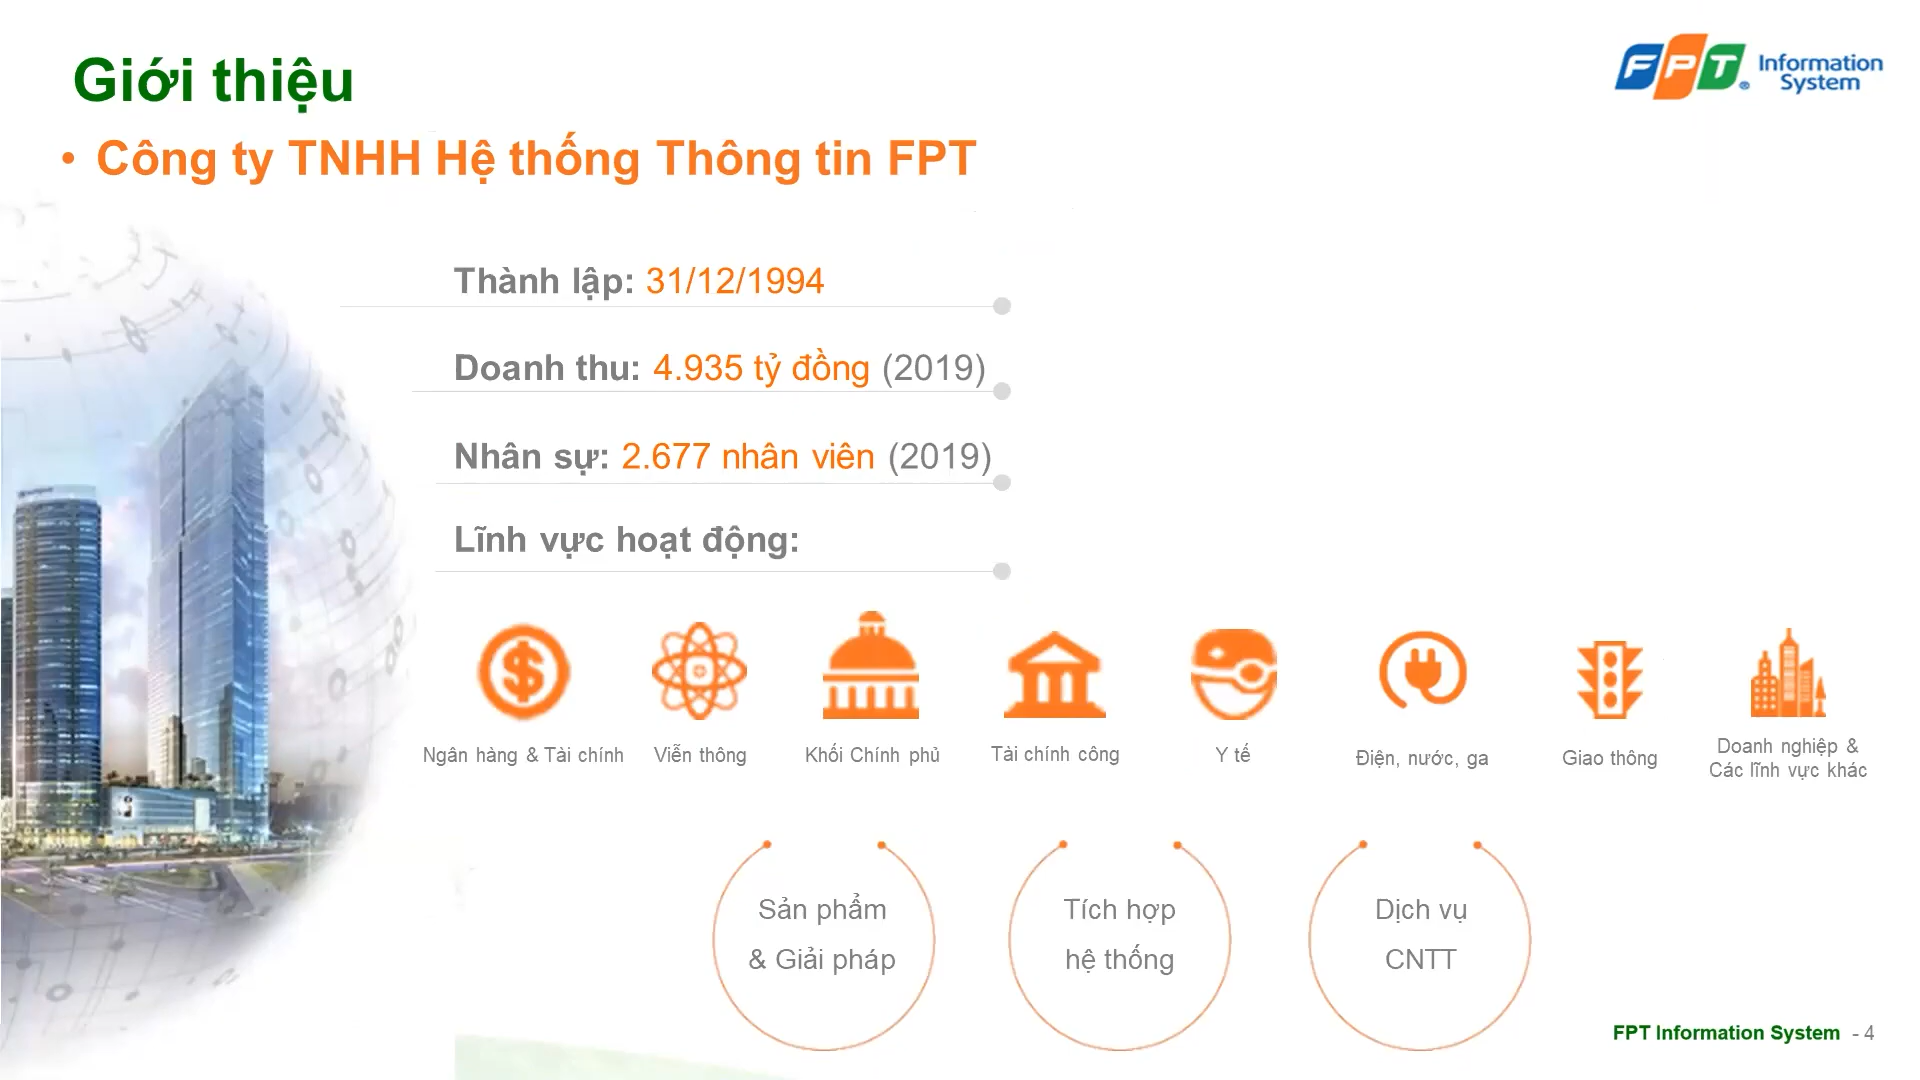 Giới thiệu
FPT® Information
System
• Công ty TNHH Hệ thống Thông tin FPT
Thành lập: 31/12/1994
Doanh thu: 4.935 tỷ đồng (2019)
Nhân sự: 2.677 nhân viên (2019)
Lĩnh vực hoạt động:
Ngân hàng & Tài chính
Viễn thông
Khối Chính phủ
Tài chính công
Y tế
Điện, nước, ga
Giao thông
Doanh nghiệp &
Các lĩnh vực khác
Sản phẩm
& Giải pháp
Tích hợp
hệ thống
Dịch vụ
CNTT
FPT Information System - 4